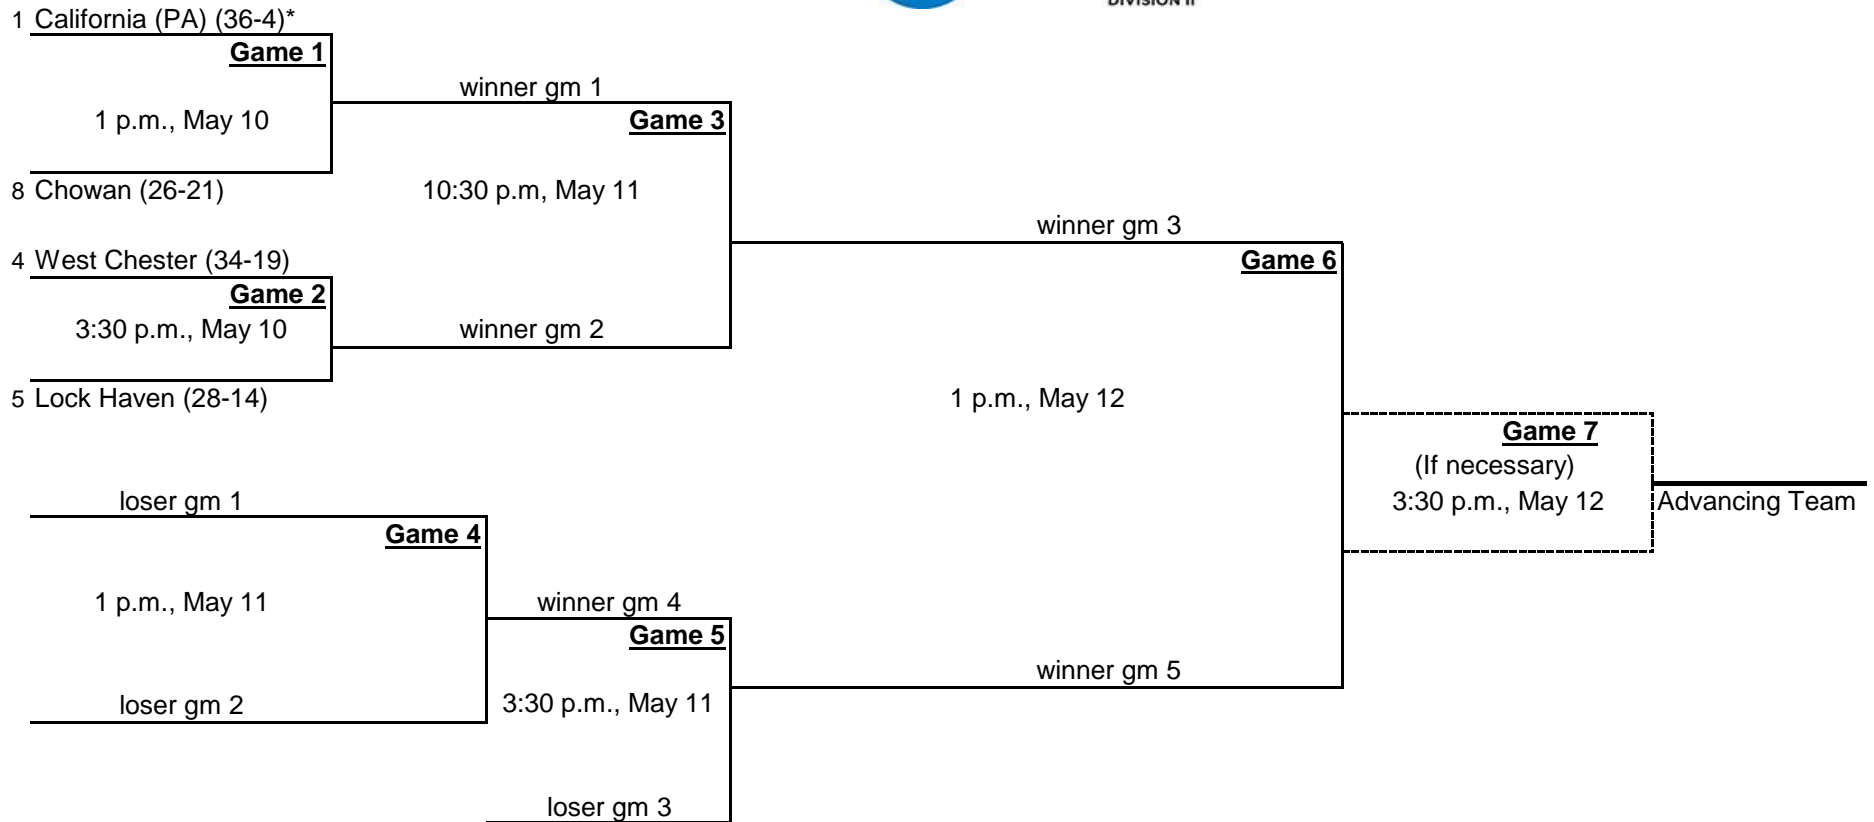 DIVISION II
1 California (PA) (36-4)*
Game 1
winner gm 1
1 p.m., May 10
Game 3
8 Chowan (26-21)
10:30 p.m, May 11
winner gm 3
4 West Chester (34-19)
Game 6
Game 2
3:30 p.m., May 10
winner gm 2
5 Lock Haven (28-14)
1 p.m., May 12
Game 7
(If necessary)
loser gm 1
3:30 p.m., May 12
Advancing Team
Game 4
1 p.m., May 11
winner gm 4
Game 5
winner gm 5
loser gm 2
3:30 p.m., May 11
loser gm 3